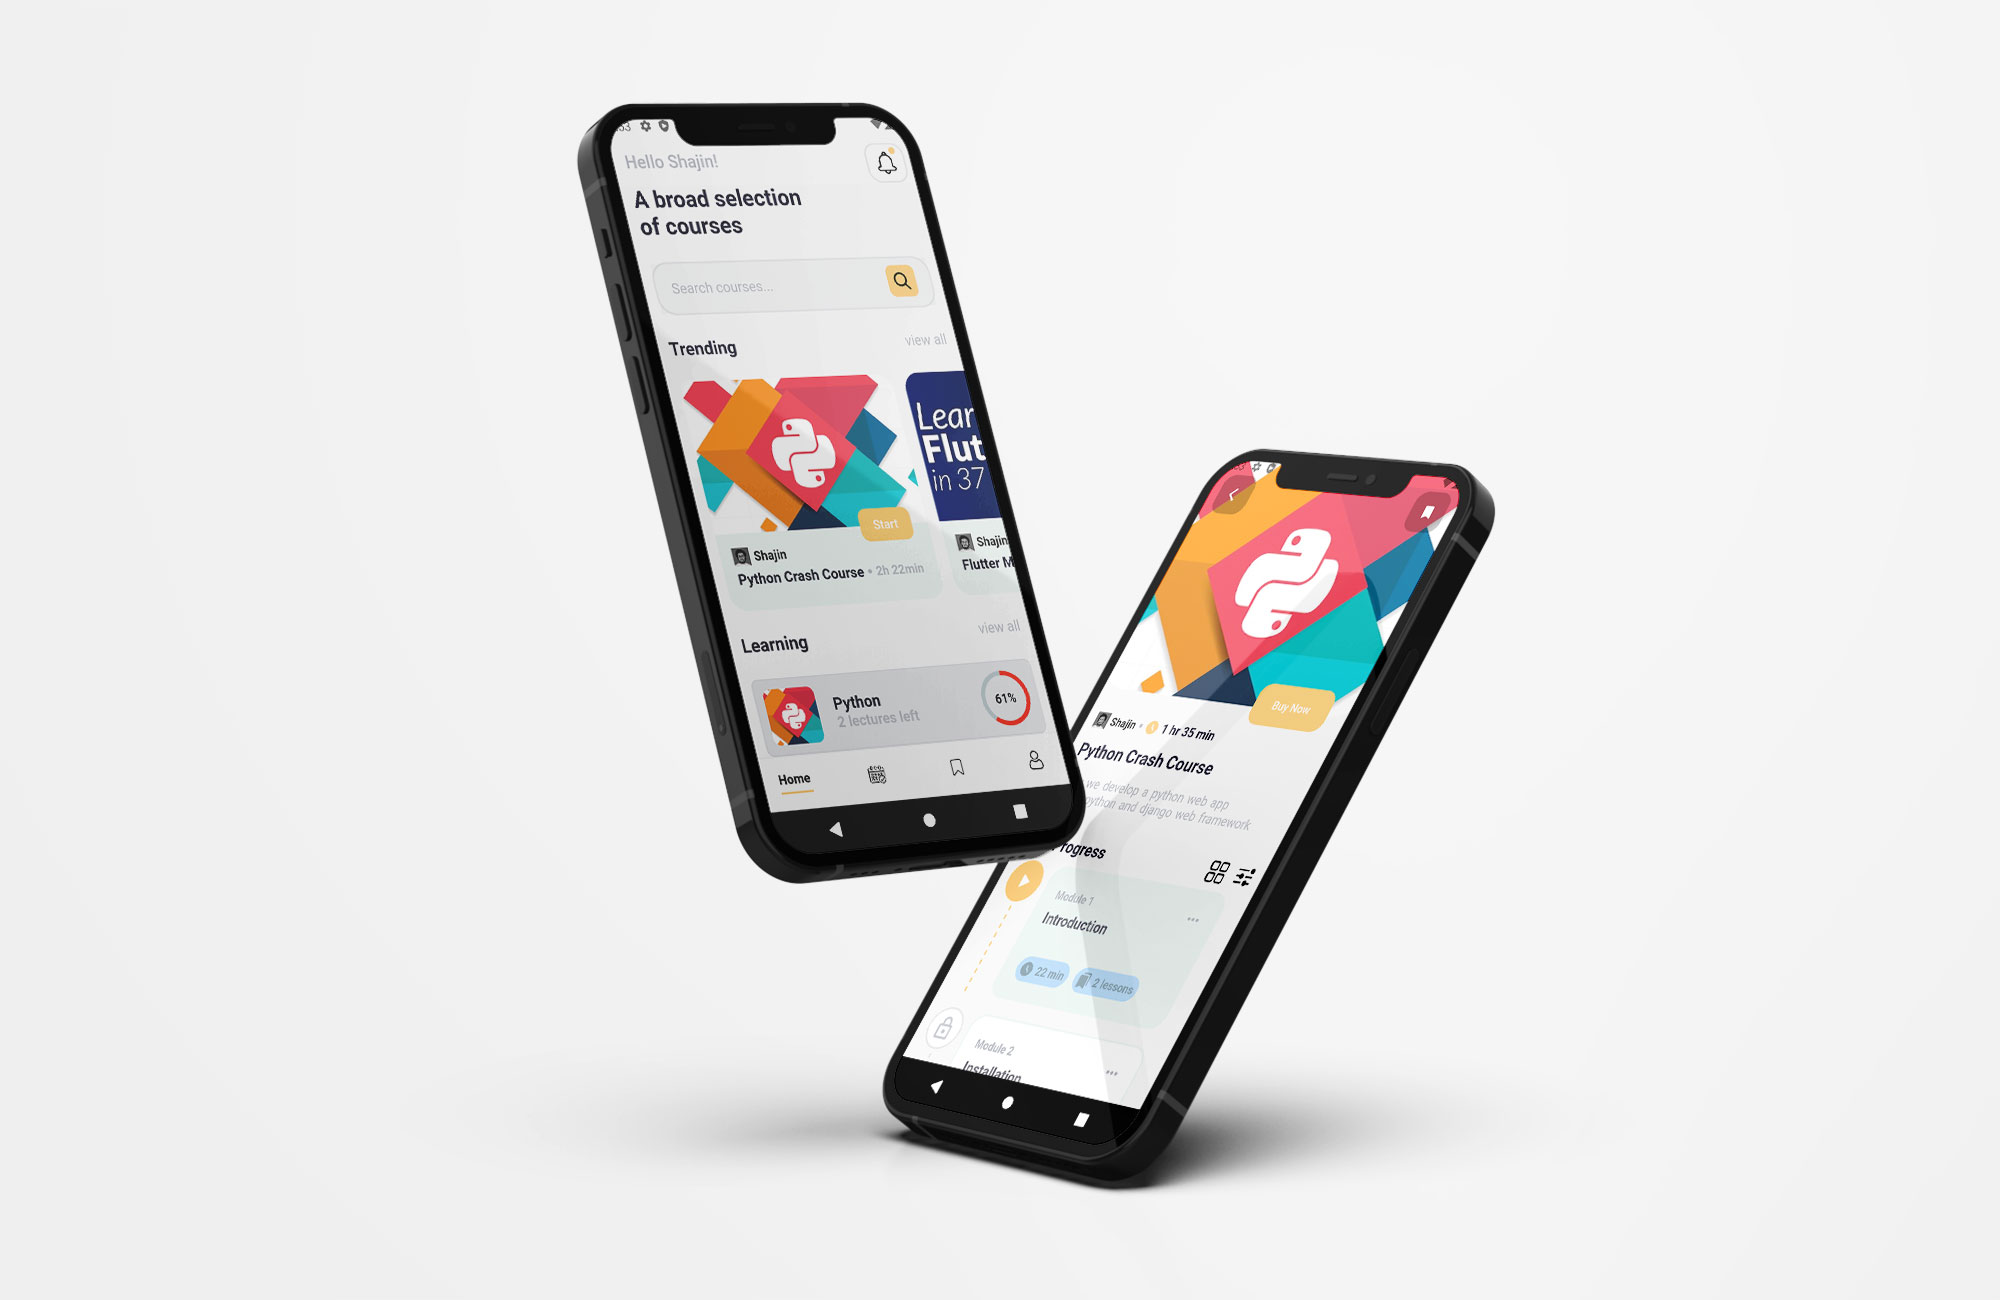 Hello Shajin!
A broad selection
of courses
Search courses...
Trending
view all
Lear
Flut
in 37
Start
Shajin
Python Crash Course • 2h 22min
Shajin
Flutter M
Learning
view all
Python
2 lectures left
61%
Home
Buy Now
Shajin • 1 hr 35 min
Python Crash Course
we develop a python web app
python and django web framework
Progress
Module 1
Introduction
22 min
2 lessons
Module 2
Installation